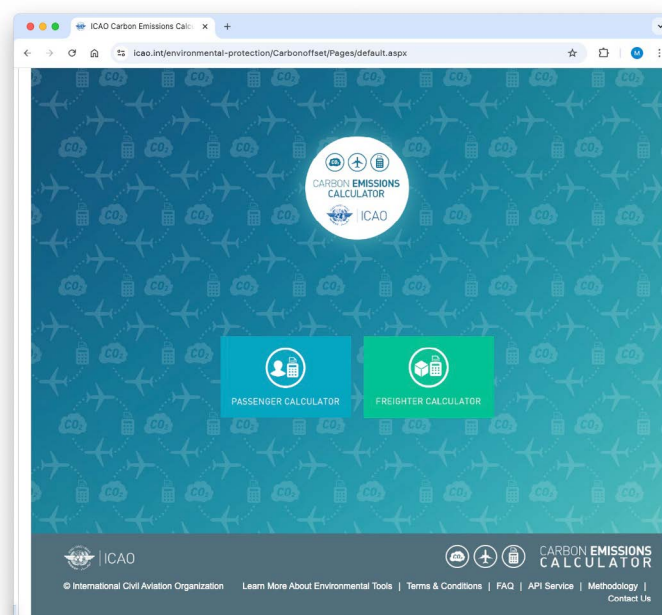 ICAO Carbon Emissions Calc
icao.int/environmental-protection/Carbonoffset/Pages/default.aspx
M
CO₂
CARBON EMISSIONS
CALCULATOR
ICAO
PASSENGER CALCULATOR
FREIGHTER CALCULATOR
ICAO
CO₂
CARBON EMISSIONS
CALCULATOR
© International Civil Aviation Organization
Learn More About Environmental Tools | Terms & Conditions | FAQ | API Service | Methodology |
Contact Us